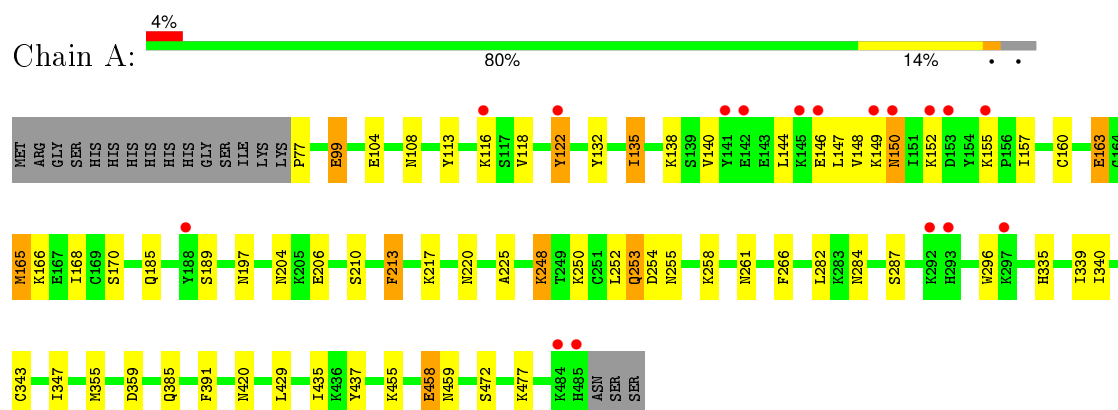 4%
Chain A:
80% 14% • •
MET ARG GLY SER HIS HIS HIS HIS HIS HIS GLY SER ILE LYS LYS P77 E99 E104 N108 Y113 K116 S117 V118 Y122 Y132 I135 K138 S139 V140 Y141 E142 E143 L144 K145 E146 L147 V148 K149 N150 I151 K152 D153 Y154 K155 P156 I157 C160 E163 G164
M165 K166 E167 I168 C169 S170 Q185 Y188 S189 N197 N204 K205 E206 S210 F213 K217 N220 A225 K248 T249 K250 C251 L252 Q253 D254 N255 K258 N261 F266 L282 K283 N284 S287 K292 H293 W296 K297 H335 I339 I340
C343 I347 M355 D359 Q385 F391 N420 L429 I435 K436 Y437 K455 E458 N459 S472 K477 K484 H485 ASN SER SER